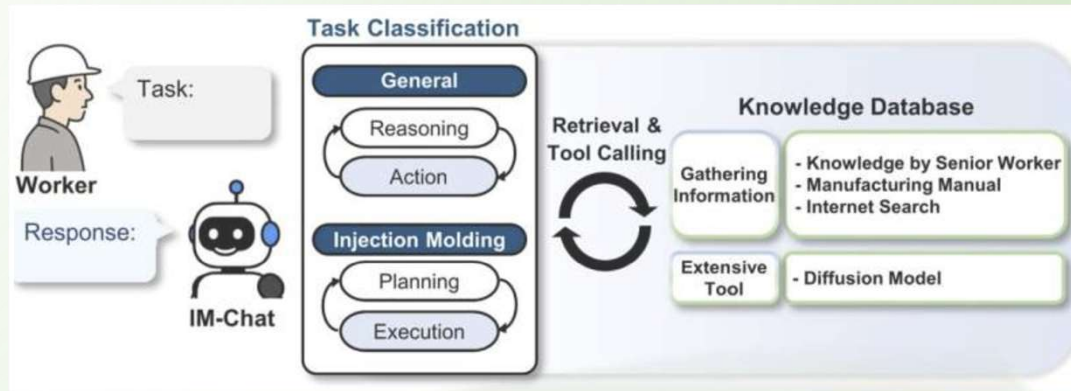 Task Classification
Task:
Worker
Response:
IM-Chat
General
Reasoning
Action
Injection Molding
Planning
Execution
Retrieval &
Tool Calling
Knowledge Database
Gathering
Information
- Knowledge by Senior Worker
- Manufacturing Manual
- Internet Search
Extensive
Tool
- Diffusion Model